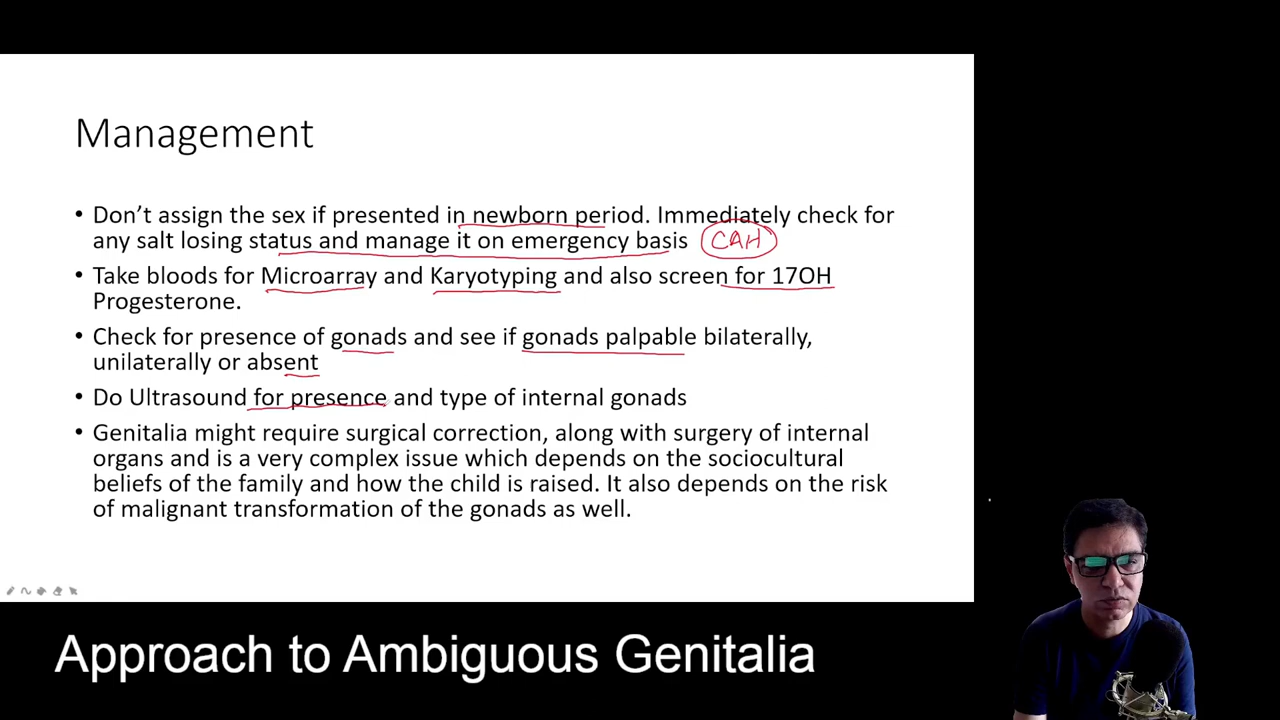 Management
• Don’t assign the sex if presented in newborn period. Immediately check for
any salt losing status and manage it on emergency basis CAH
• Take bloods for Microarray and Karyotyping and also screen for 17OH
Progesterone.
• Check for presence of gonads and see if gonads palpable bilaterally,
unilaterally or absent
• Do Ultrasound for presence and type of internal gonads
• Genitalia might require surgical correction, along with surgery of internal
organs and is a very complex issue which depends on the sociocultural
beliefs of the family and how the child is raised. It also depends on the risk
of malignant transformation of the gonads as well.
Approach to Ambiguous Genitalia